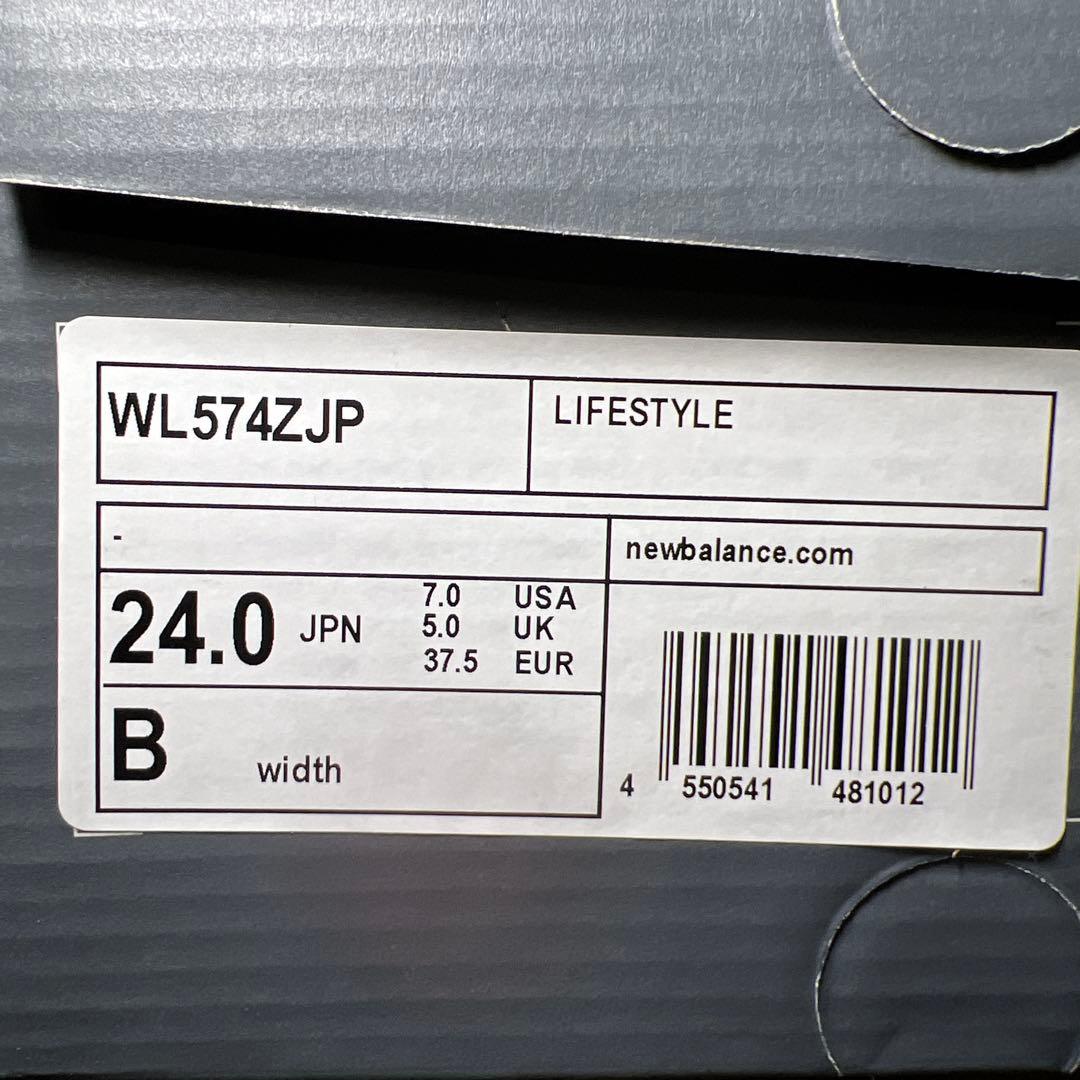 WL574ZJP
LIFESTYLE
-
newbalance.com
24.0 JPN
7.0 USA
5.0 UK
37.5 EUR
B width
4 550541 481012